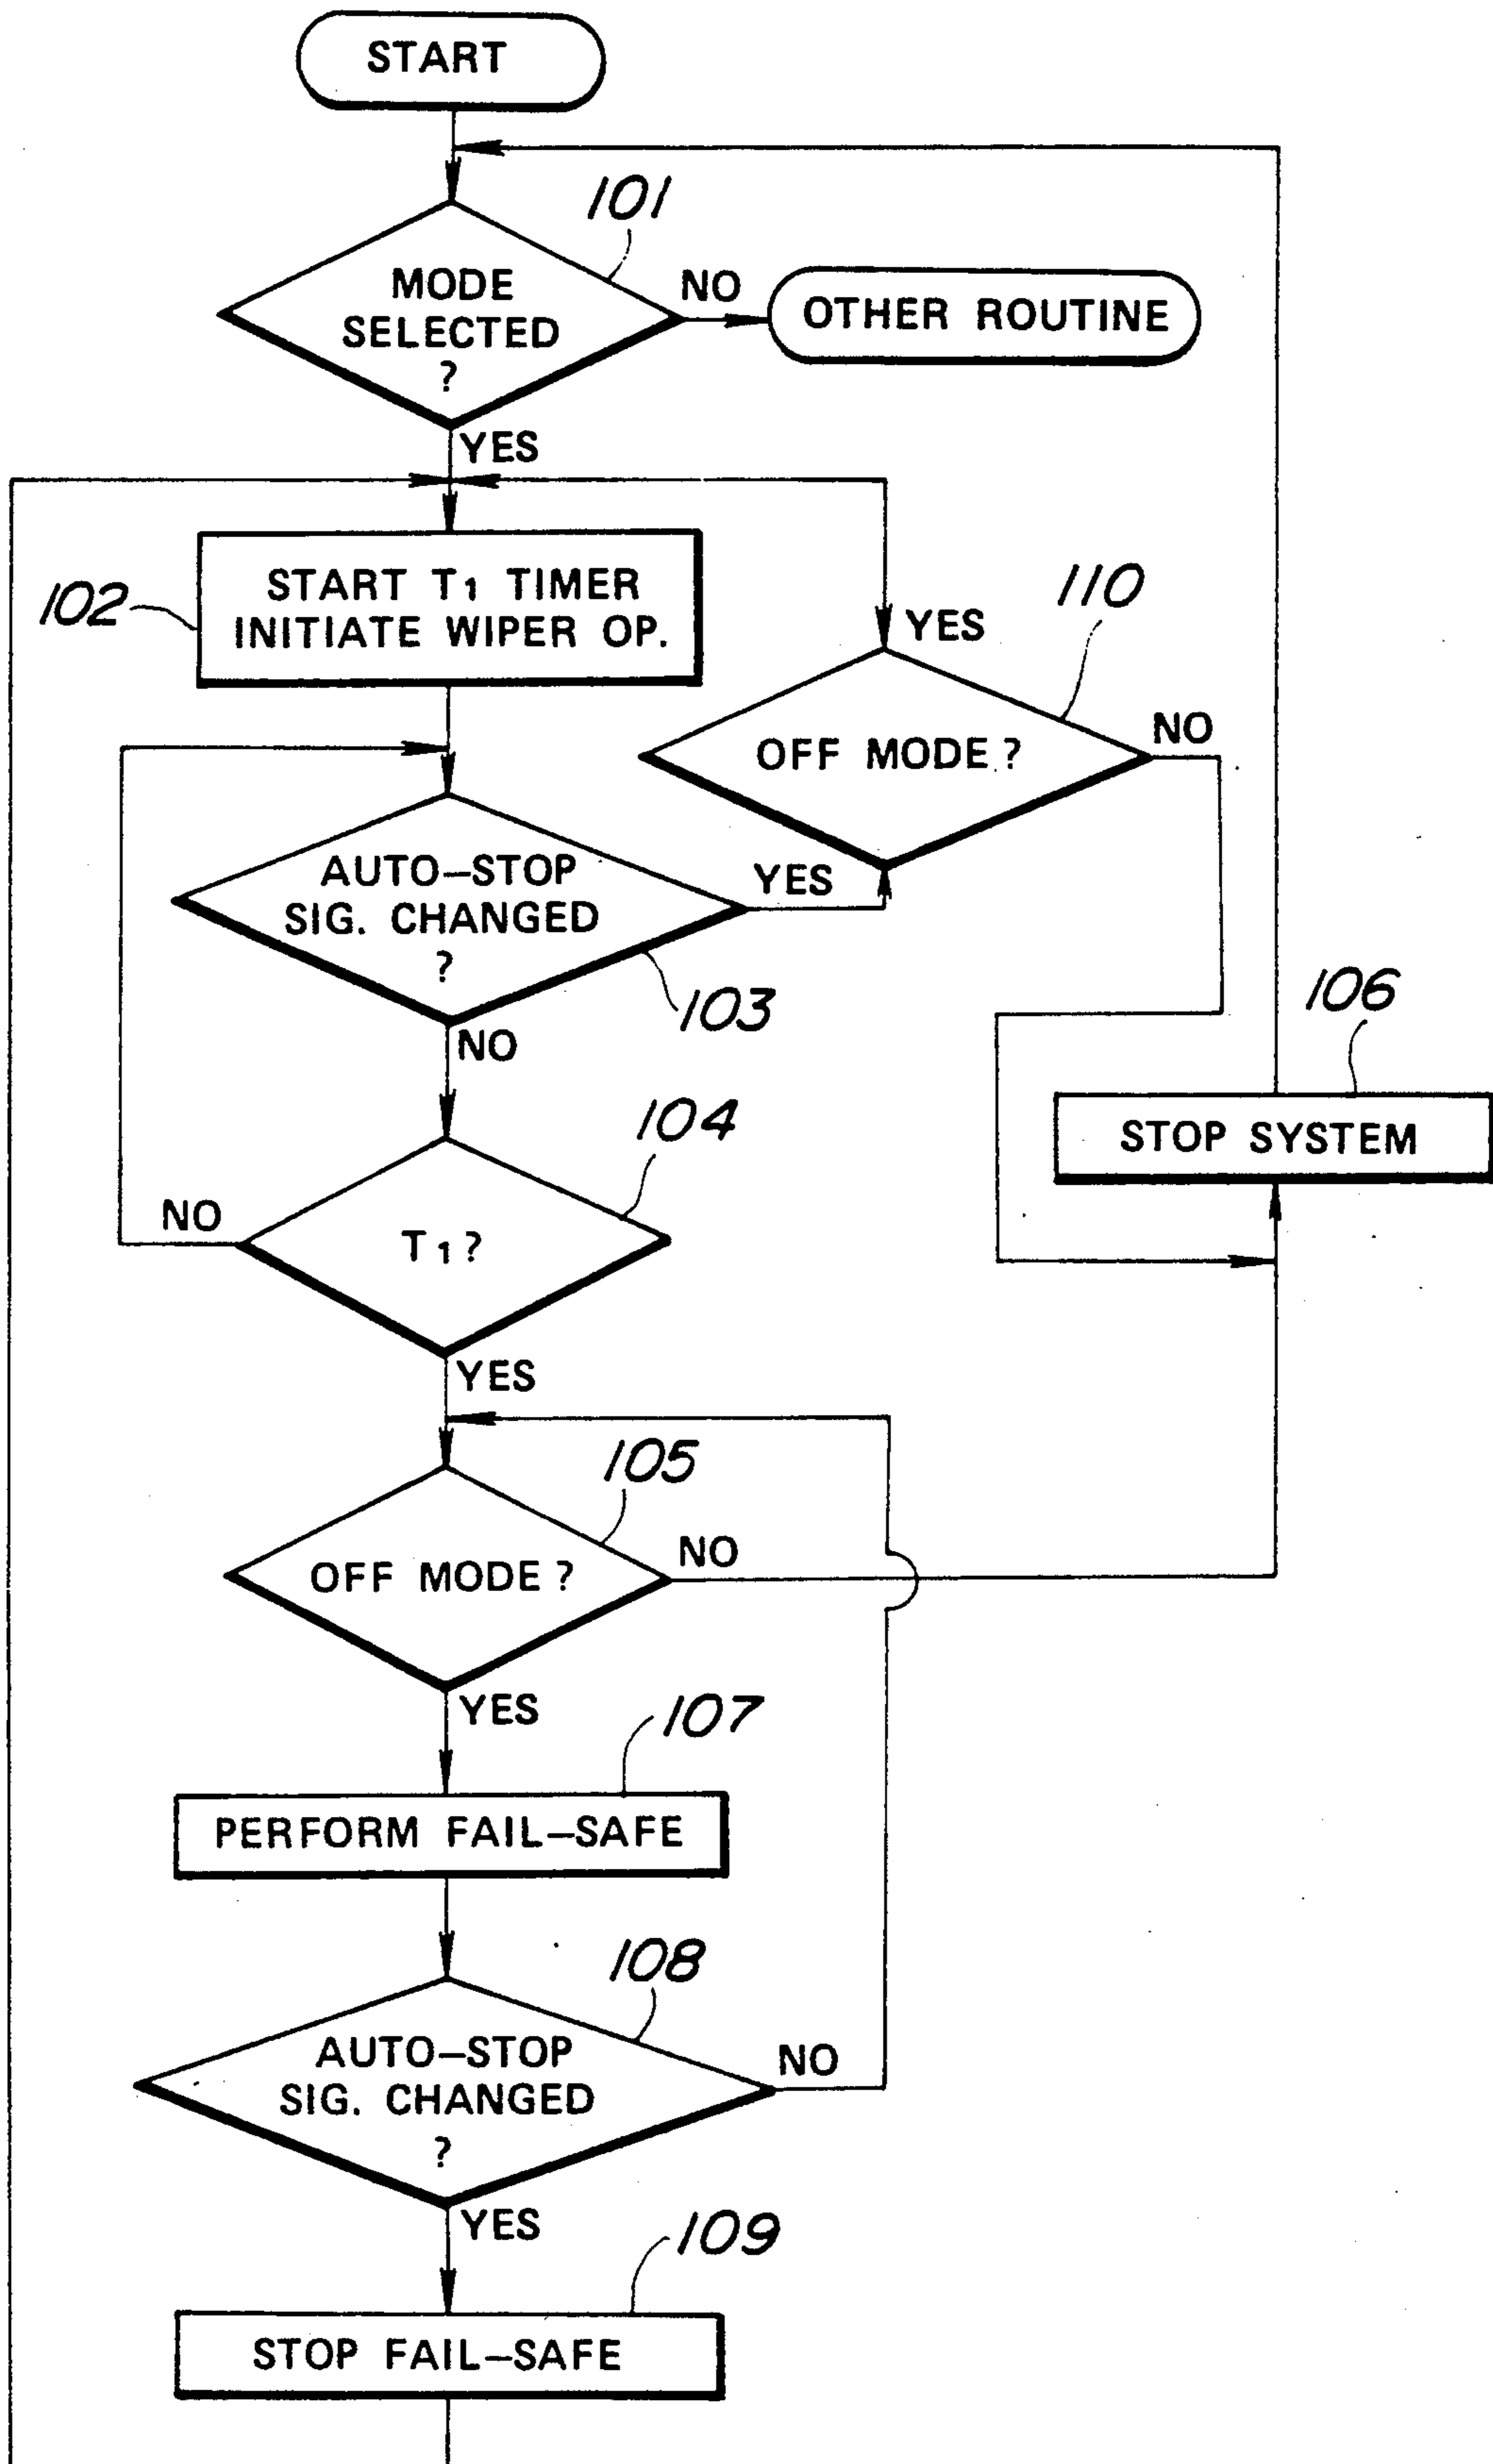 START
101
MODE
SELECTED
?
NO
OTHER ROUTINE
YES
102
START T1 TIMER
INITIATE WIPER OP.
110
YES
OFF MODE ?
NO
AUTO–STOP
SIG. CHANGED
?
YES
103
NO
106
STOP SYSTEM
104
NO
T1 ?
YES
105
OFF MODE ?
NO
YES
107
PERFORM FAIL–SAFE
108
AUTO–STOP
SIG. CHANGED
?
NO
YES
109
STOP FAIL–SAFE